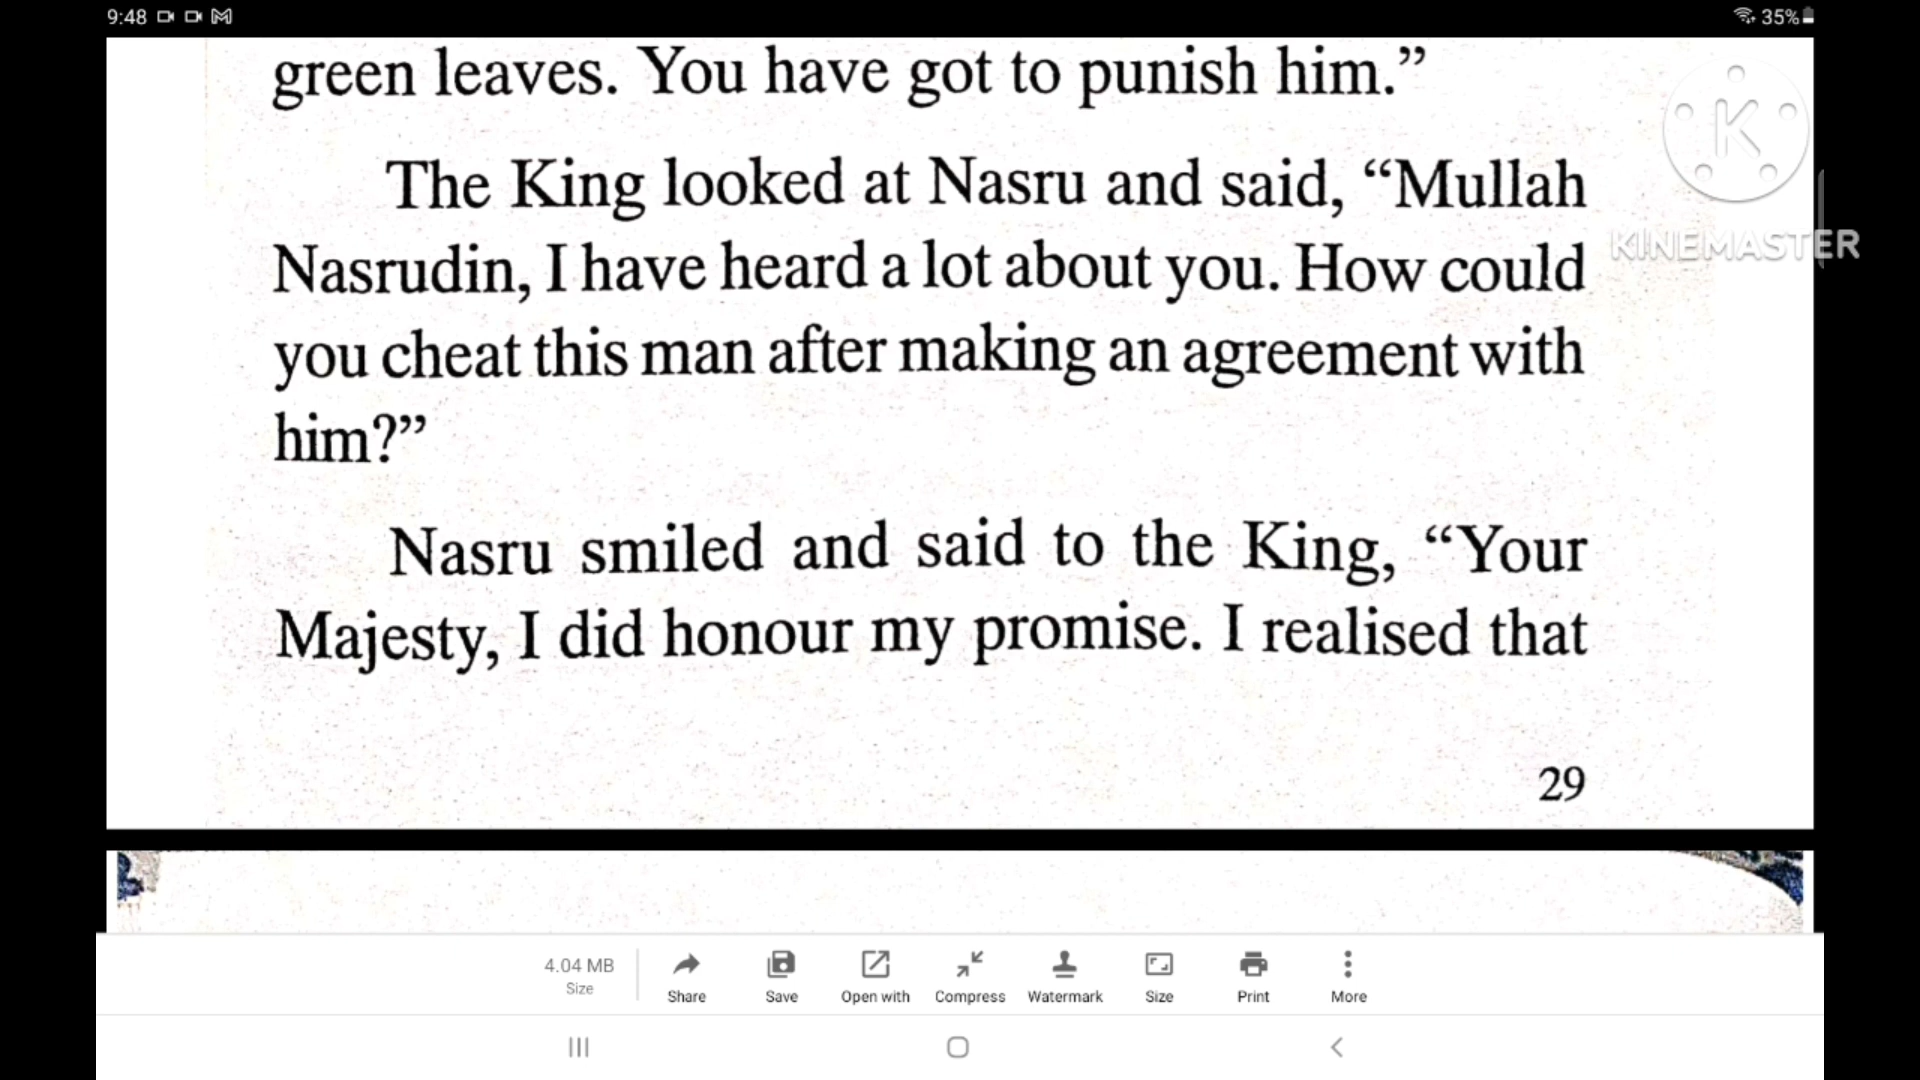 9:48
35%
green leaves. You have got to punish him.”
The King looked at Nasru and said, “Mullah
Nasrudin, I have heard a lot about you. How could
you cheat this man after making an agreement with
him?”
Nasru smiled and said to the King, “Your
Majesty, I did honour my promise. I realised that
29
K
KINEMASTER
4.04 MB
Size
Share
Save
Open with
Compress
Watermark
Size
Print
More